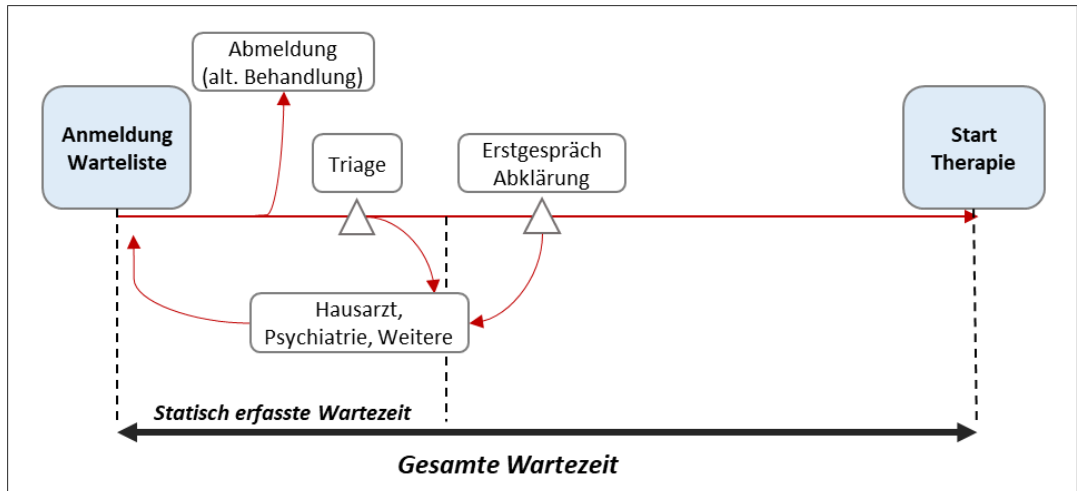 Abmeldung
(alt. Behandlung)
Anmeldung
Warteliste
Triage
Erstgespräch
Abklärung
Start
Therapie
Hausarzt,
Psychiatrie, Weitere
Statisch erfasste Wartezeit
Gesamte Wartezeit